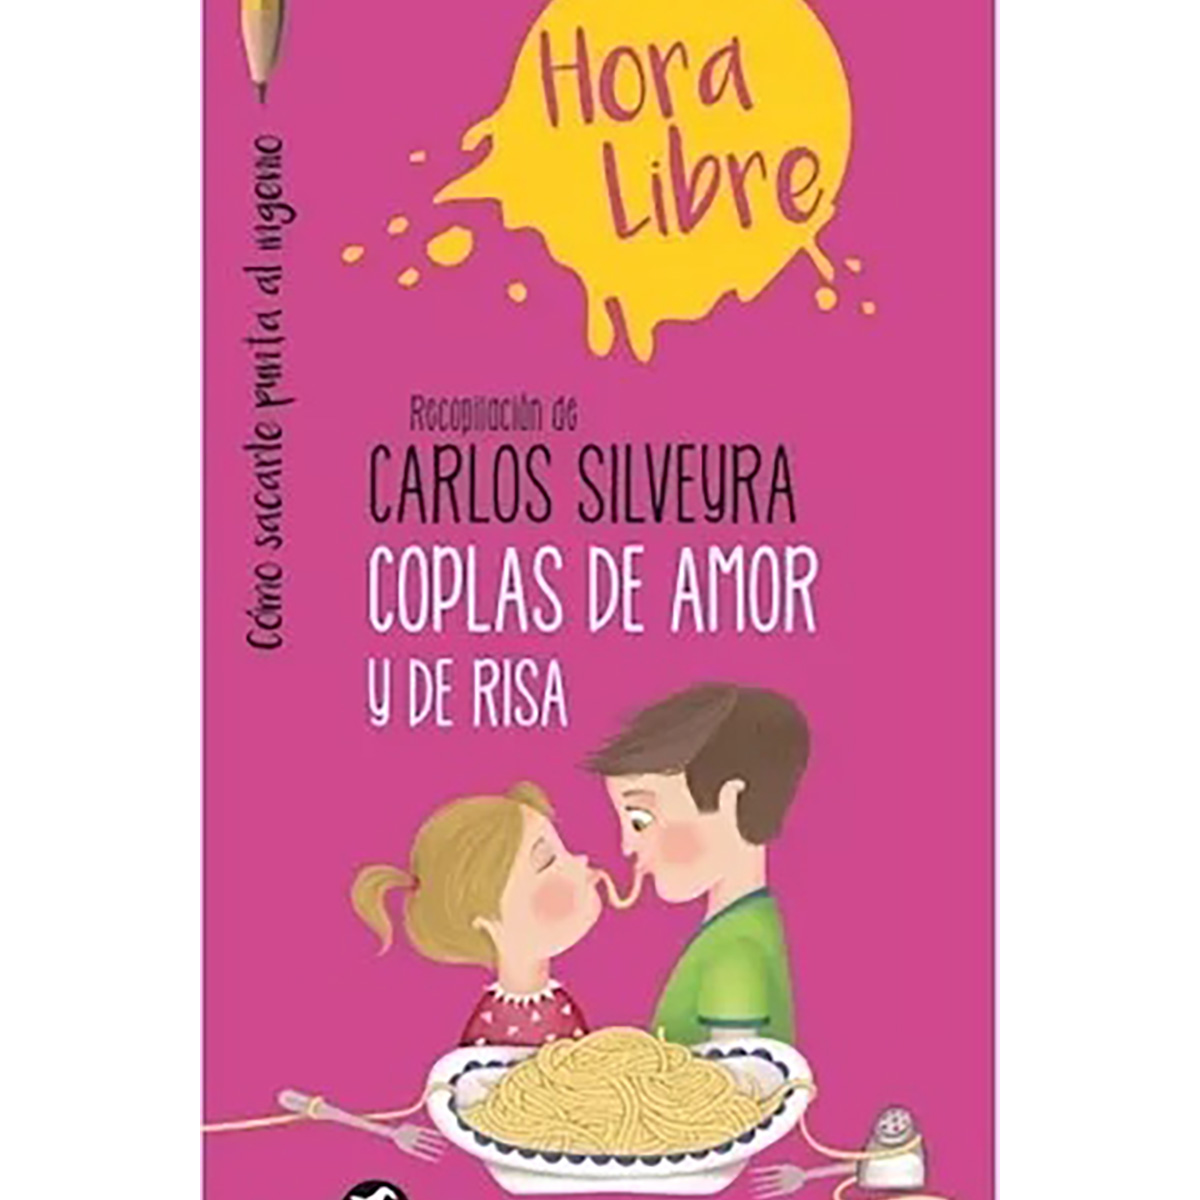 Hora
Libre
Cómo sacarle punta al ingenio
Recopilación de
CARLOS SILVEYRA
COPLAS DE AMOR
Y DE RISA